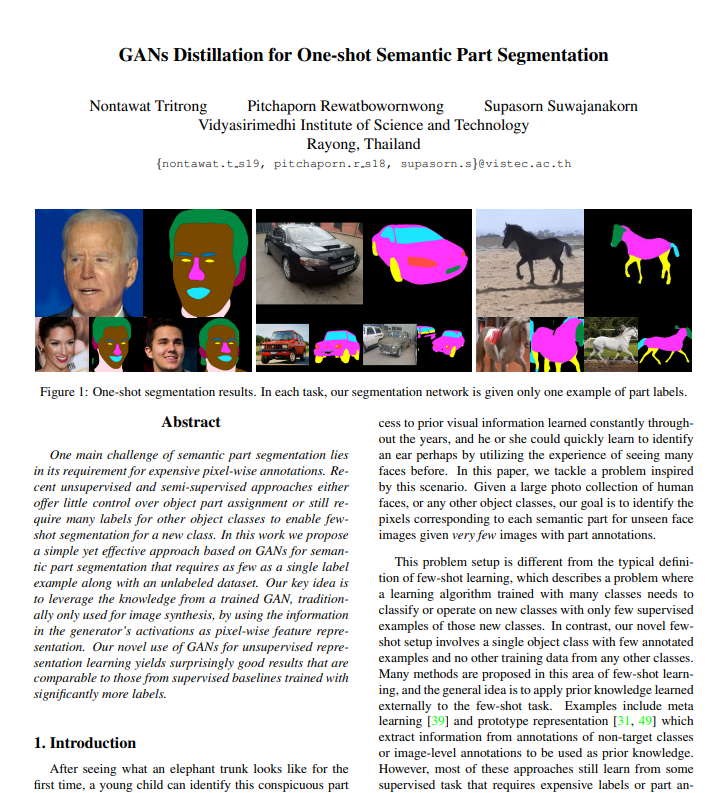 GANs Distillation for One-shot Semantic Part Segmentation
Nontawat Tritrong Pitchaporn Rewatbowornwong Supasorn Suwajanakorn
Vidyasirimedhi Institute of Science and Technology
Rayong, Thailand
{nontawat.t_s19, pitchaporn.r_s18, supasorn.s}@vistec.ac.th
Figure 1: One-shot segmentation results. In each task, our segmentation network is given only one example of part labels.
Abstract
One main challenge of semantic part segmentation lies
in its requirement for expensive pixel-wise annotations. Re-
cent unsupervised and semi-supervised approaches either
offer little control over object part assignment or still re-
quire many labels for other object classes to enable few-
shot segmentation for a new class. In this work we propose
a simple yet effective approach based on GANs for seman-
tic part segmentation that requires as few as a single label
example along with an unlabeled dataset. Our key idea is
to leverage the knowledge from a trained GAN, tradition-
ally only used for image synthesis, by using the information
in the generator's activations as pixel-wise feature repre-
sentation. Our novel use of GANs for unsupervised repre-
sentation learning yields surprisingly good results that are
comparable to those from supervised baselines trained with
significantly more labels.
1. Introduction
After seeing what an elephant trunk looks like for the
first time, a young child can identify this conspicuous part
cess to prior visual information learned constantly through-
out the years, and he or she could quickly learn to identify
an ear perhaps by utilizing the experience of seeing many
faces before. In this paper, we tackle a problem inspired
by this scenario. Given a large photo collection of human
faces, or any other object classes, our goal is to identify the
pixels corresponding to each semantic part for unseen face
images given very few images with part annotations.
This problem setup is different from the typical defini-
tion of few-shot learning, which describes a problem where
a learning algorithm trained with many classes needs to
classify or operate on new classes with only few supervised
examples of those new classes. In contrast, our novel few-
shot setup involves a single object class with few annotated
examples and no other training data from any other classes.
Many methods are proposed in this area of few-shot learn-
ing, and the general idea is to apply prior knowledge learned
externally to the few-shot task. Examples include meta
learning [39] and prototype representation [31, 49] which
extract information from annotations of non-target classes
or image-level annotations to be used as prior knowledge.
However, most of these approaches still learn from some
supervised task that requires expensive labels or part an-